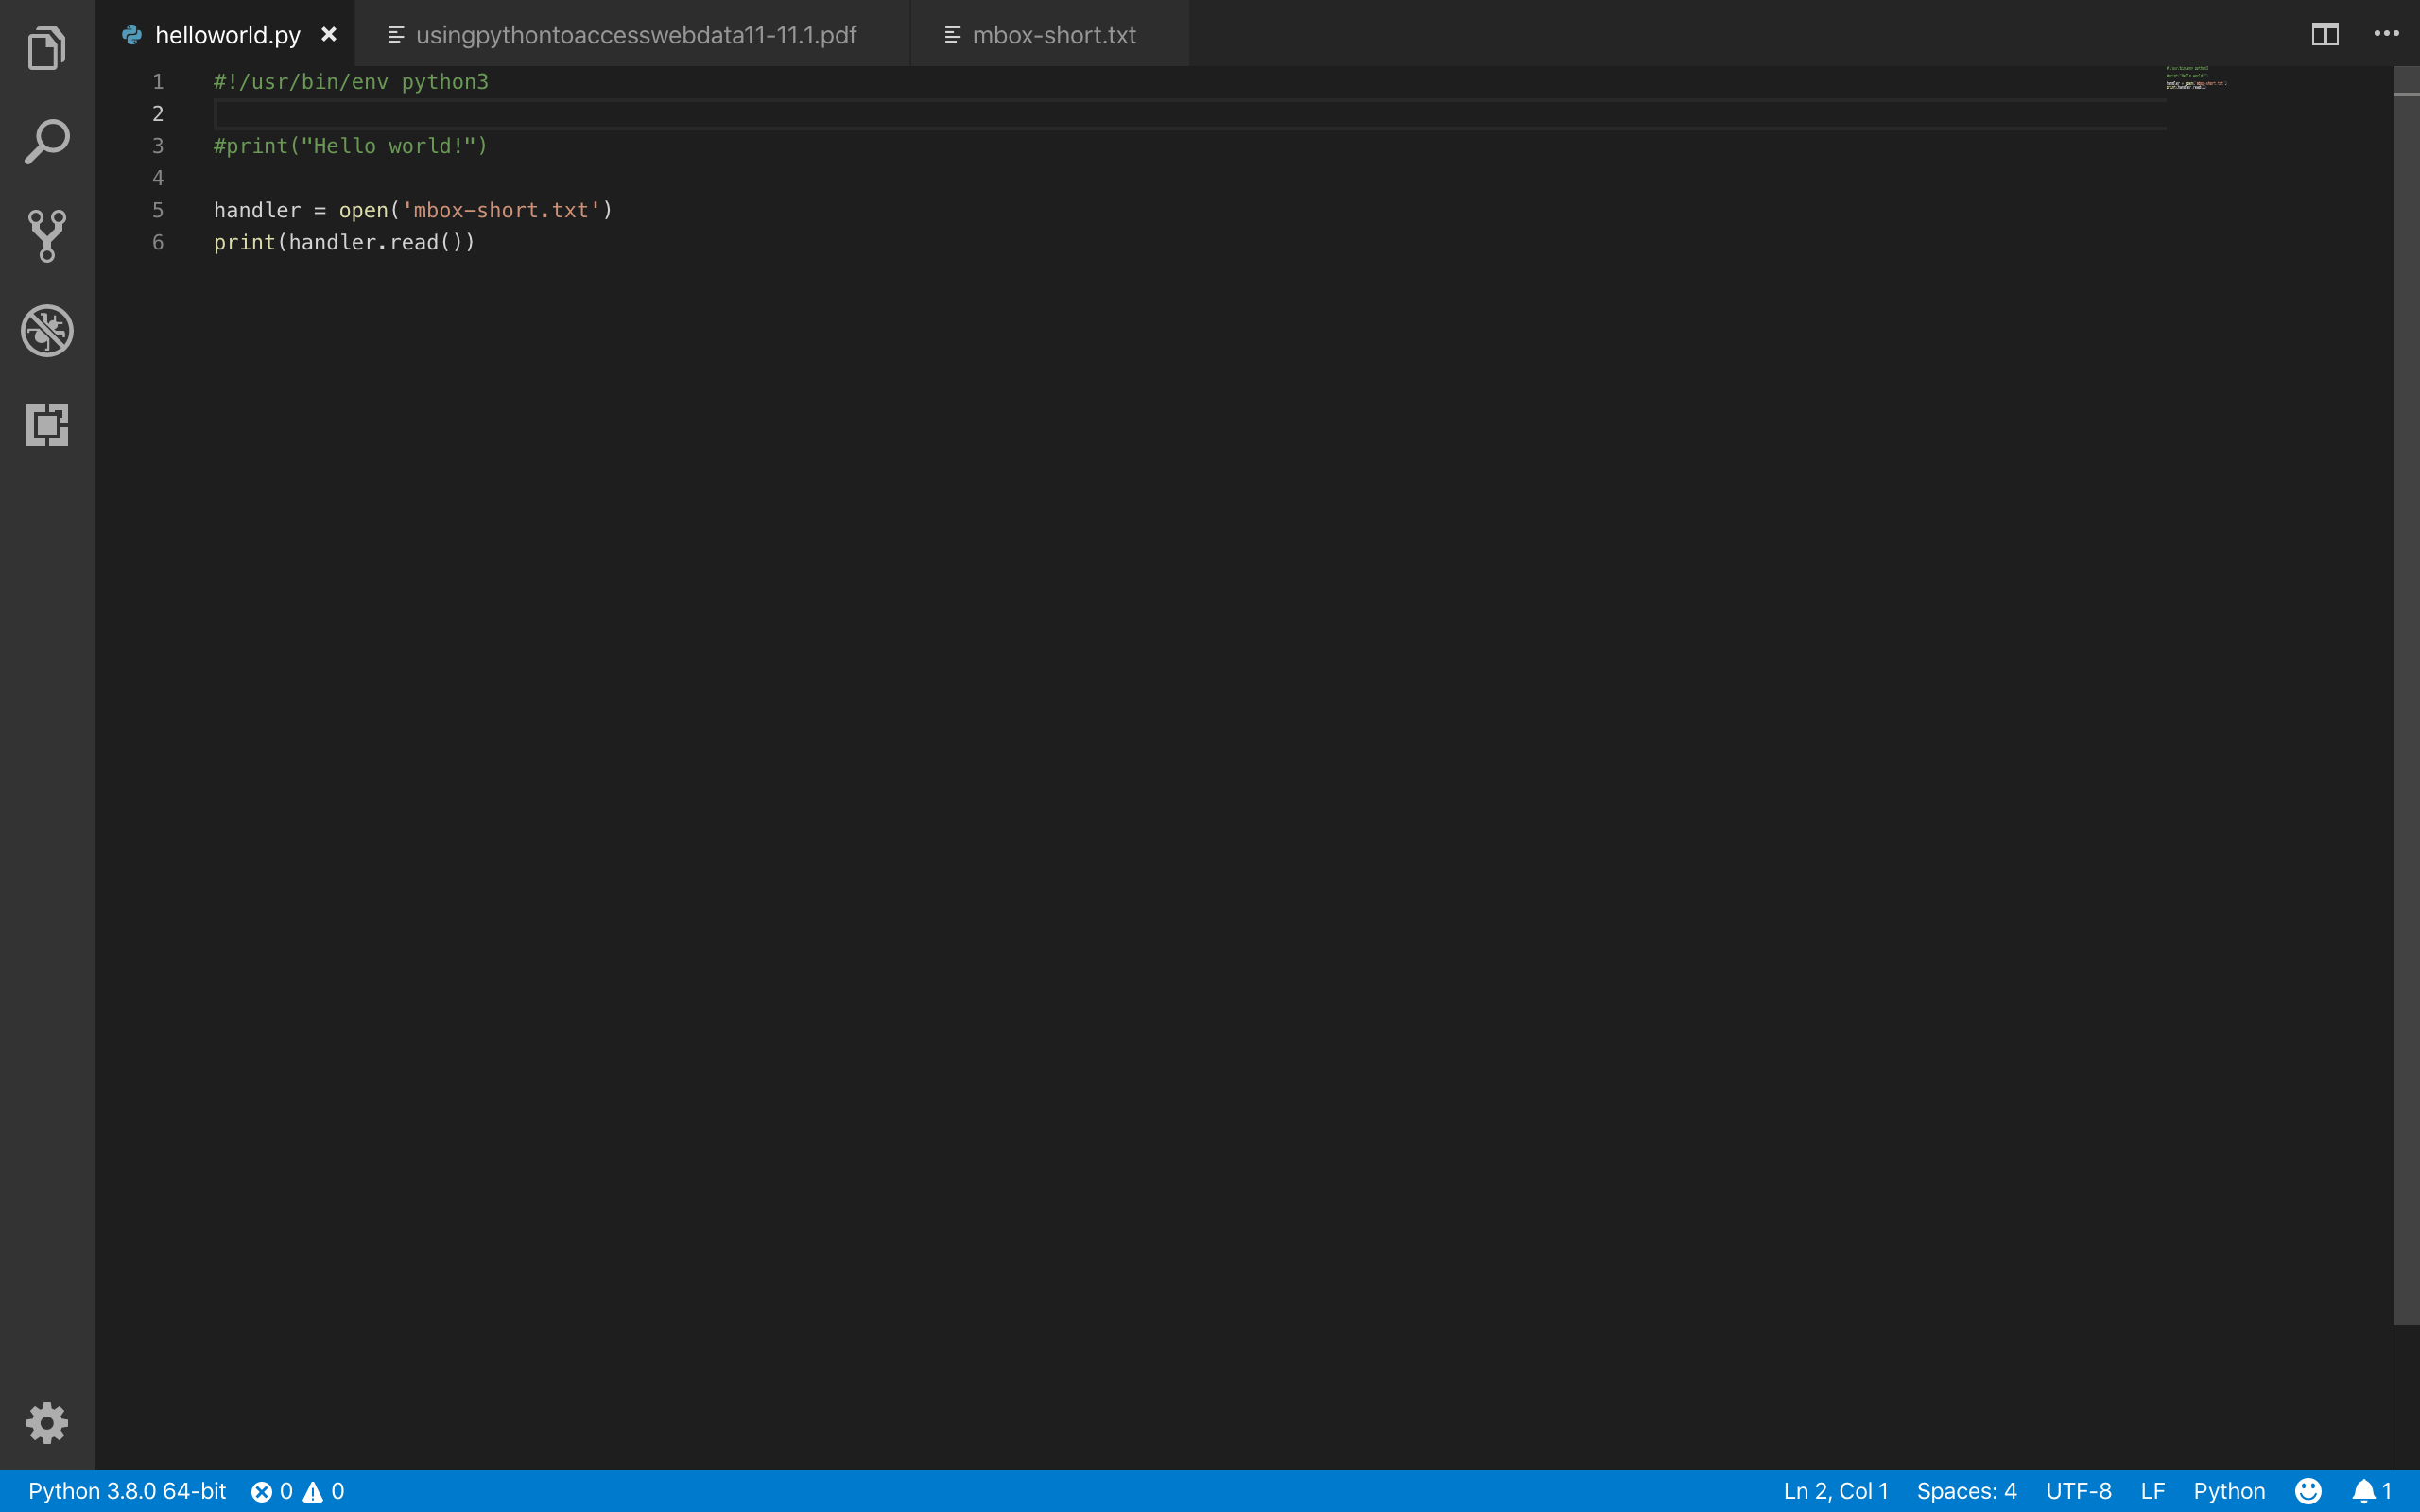 helloworld.py
usingpythontoaccesswebdata11-11.1.pdf
mbox-short.txt
1 #!/usr/bin/env python3
2
3 #print("Hello world!")
4
5 handler = open('mbox-short.txt')
6 print(handler.read())
Python 3.8.0 64-bit 0 0
Ln 2, Col 1 Spaces: 4 UTF-8 LF Python 1